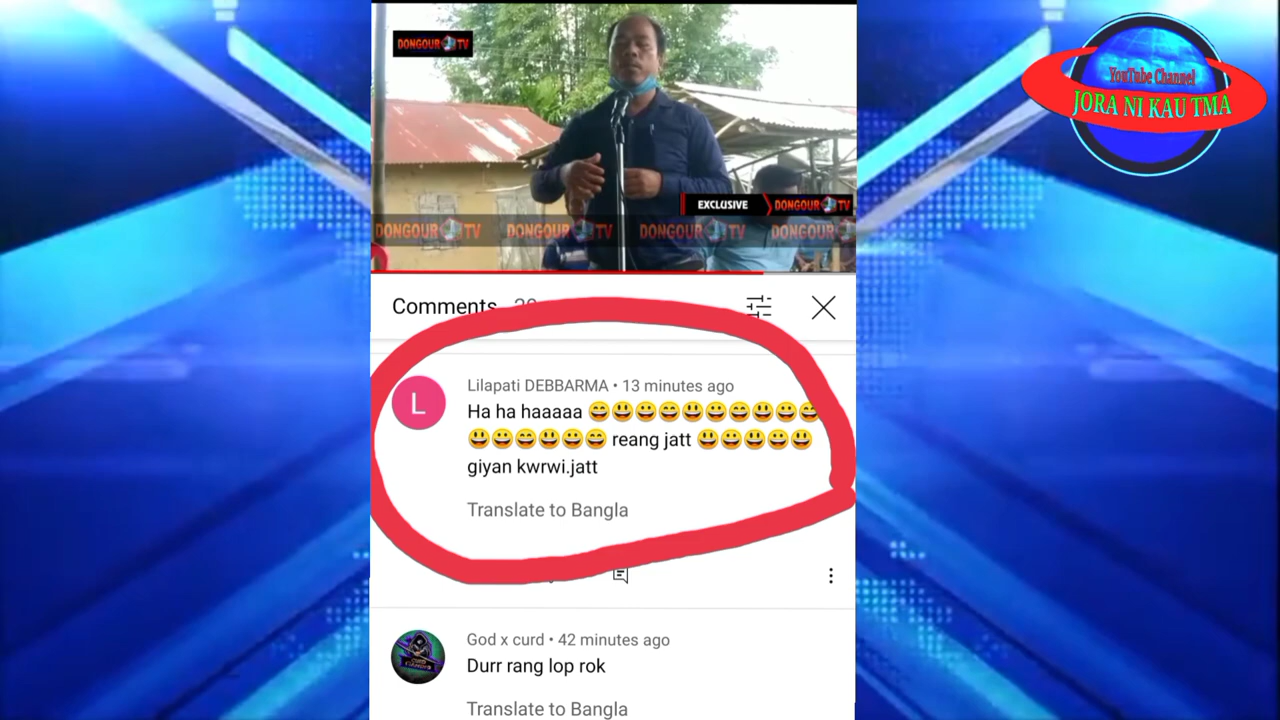 DONGOUR TV
YouTube Channel
JORA NI KAU TMA
EXCLUSIVE
DONGOUR TV
DONGOUR TV DONGOUR TV DONGOUR TV DONGOUR
Comments
Lilapati DEBBARMA • 13 minutes ago
L
Ha ha haaaaa 😄😃😀😄😃😀😄😃😀😄
😃😀😄😃😀😄 reang jatt 😃😀😄😀😃
giyan kwrwi.jatt
Translate to Bangla
God x curd • 42 minutes ago
Durr rang lop rok
Translate to Bangla